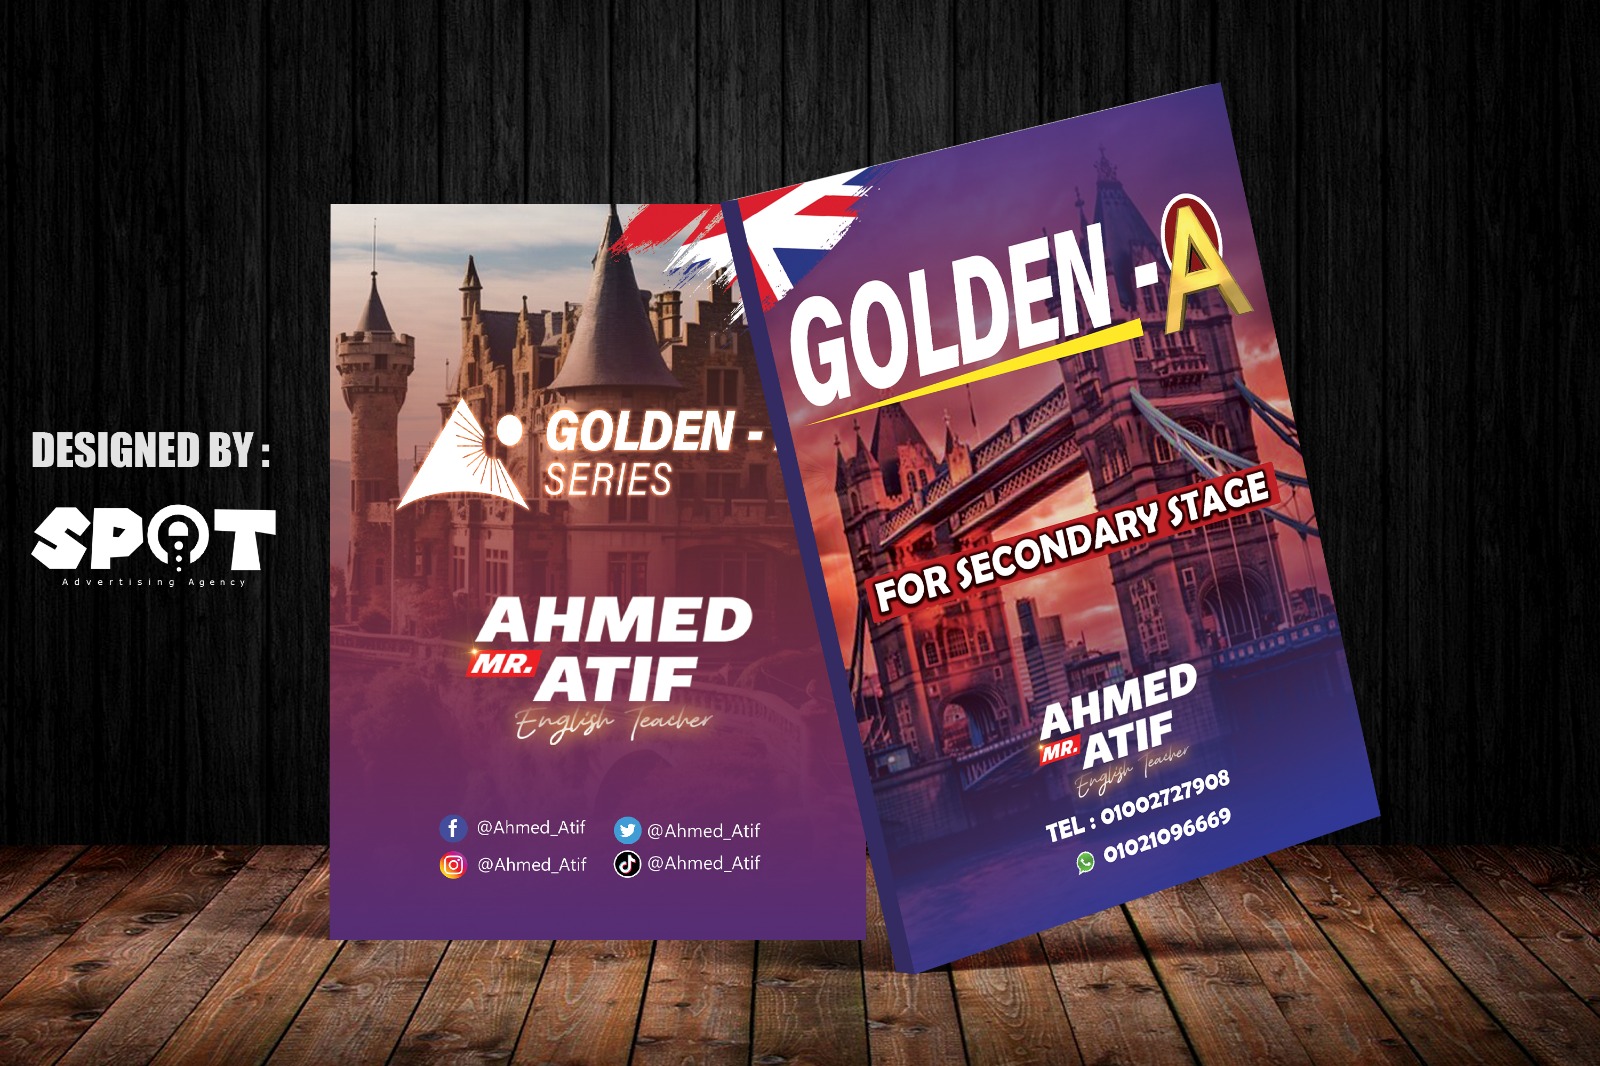 DESIGNED BY :
SPOT
Advertising Agency
GOLDEN -
SERIES
AHMED
MR. ATIF
English Teacher
@Ahmed_Atif
@Ahmed_Atif
@Ahmed_Atif
@Ahmed_Atif
GOLDEN - A
FOR SECONDARY STAGE
AHMED
MR. ATIF
English Teacher
TEL : 01002727908
01021096669